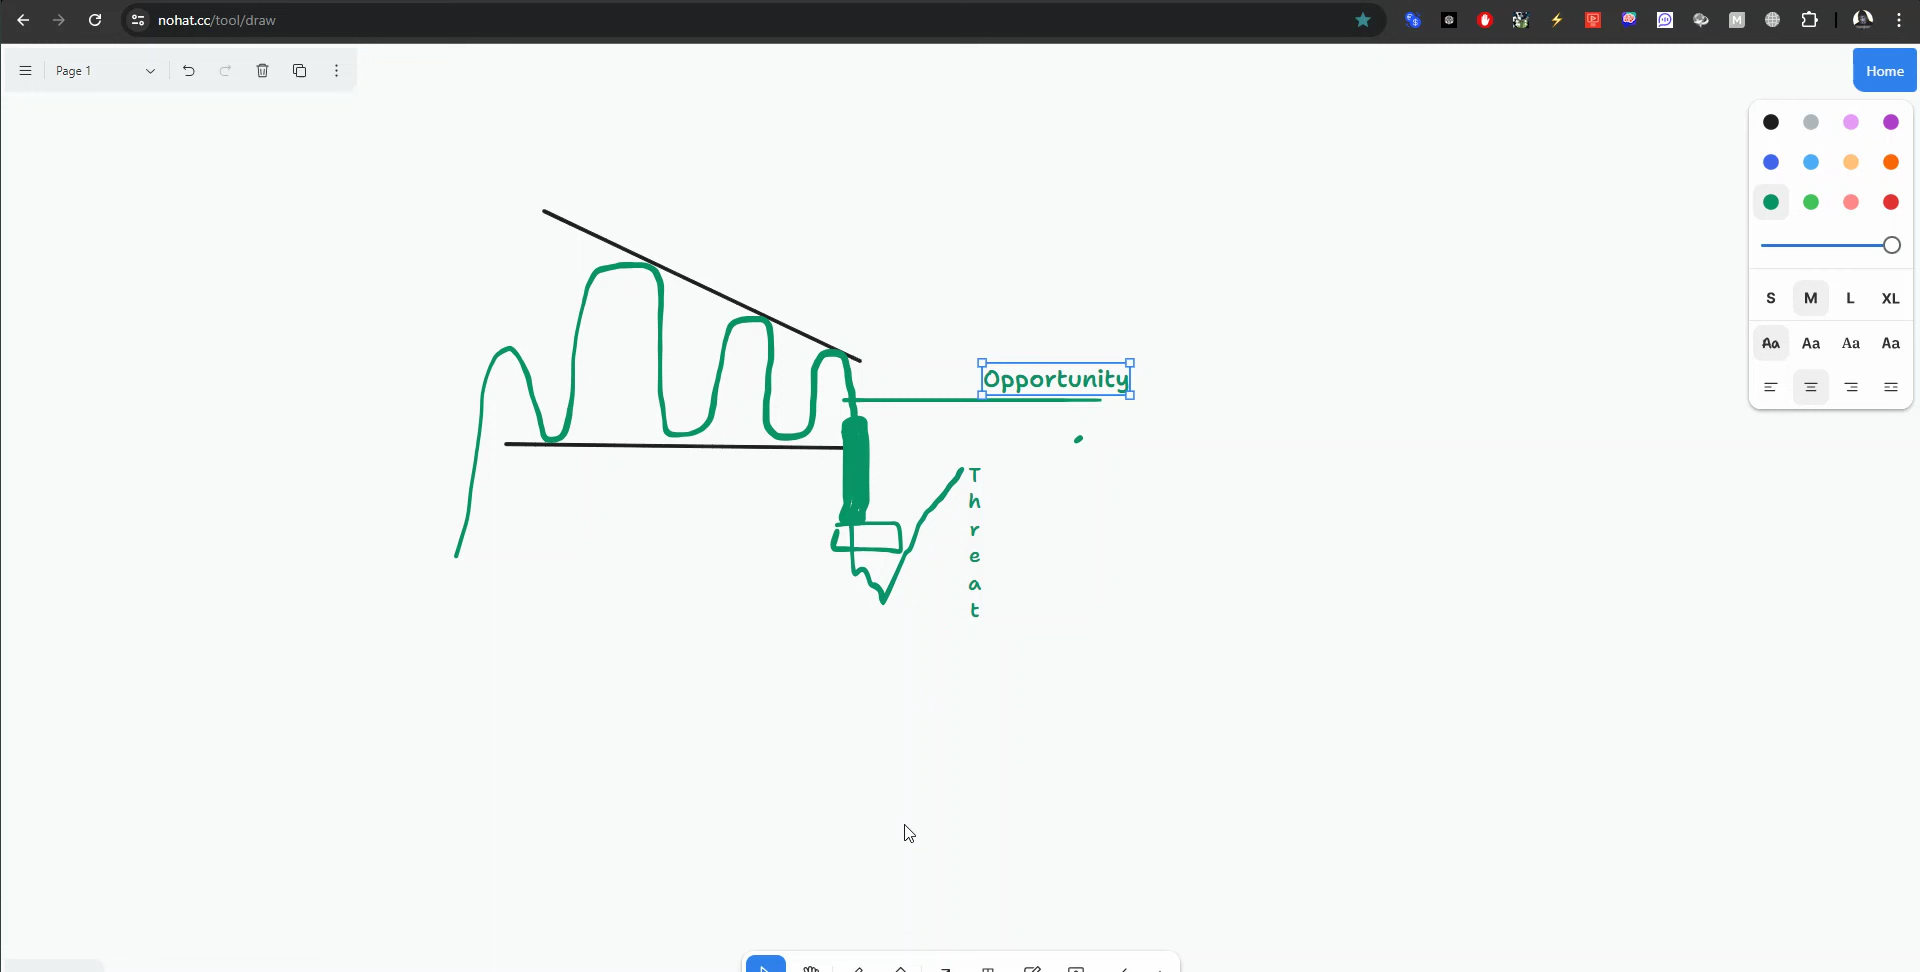 nohat.cc/tool/draw
Page 1
Home
S M L XL
Aa Aa Aa Aa
Opportunity
T
h
r
e
a
t